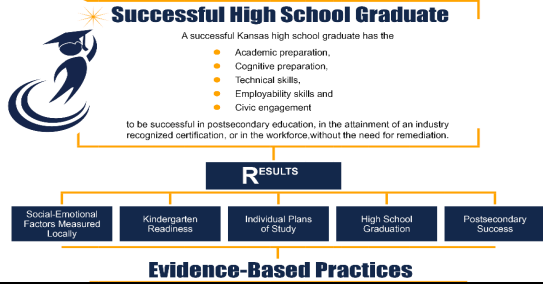 Successful High School Graduate
A successful Kansas high school graduate has the
Academic preparation,
Cognitive preparation,
Technical skills,
Employability skills and
Civic engagement
to be successful in postsecondary education, in the attainment of an industry
recognized certification, or in the workforce,without the need for remediation.
RESULTS
Social-Emotional
Factors Measured
Locally
Kindergarten
Readiness
Individual Plans
of Study
High School
Graduation
Postsecondary
Success
Evidence-Based Practices